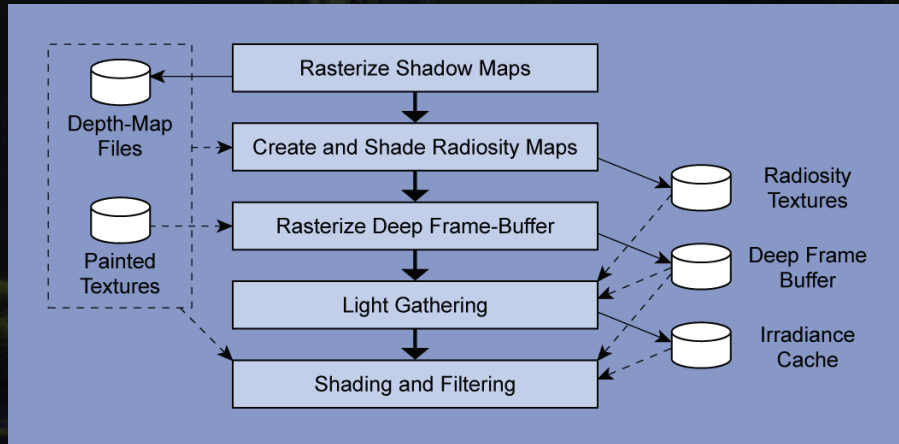 Rasterize Shadow Maps
Depth-Map
Files
Create and Shade Radiosity Maps
Radiosity
Textures
Painted
Textures
Rasterize Deep Frame-Buffer
Deep Frame
Buffer
Light Gathering
Irradiance
Cache
Shading and Filtering